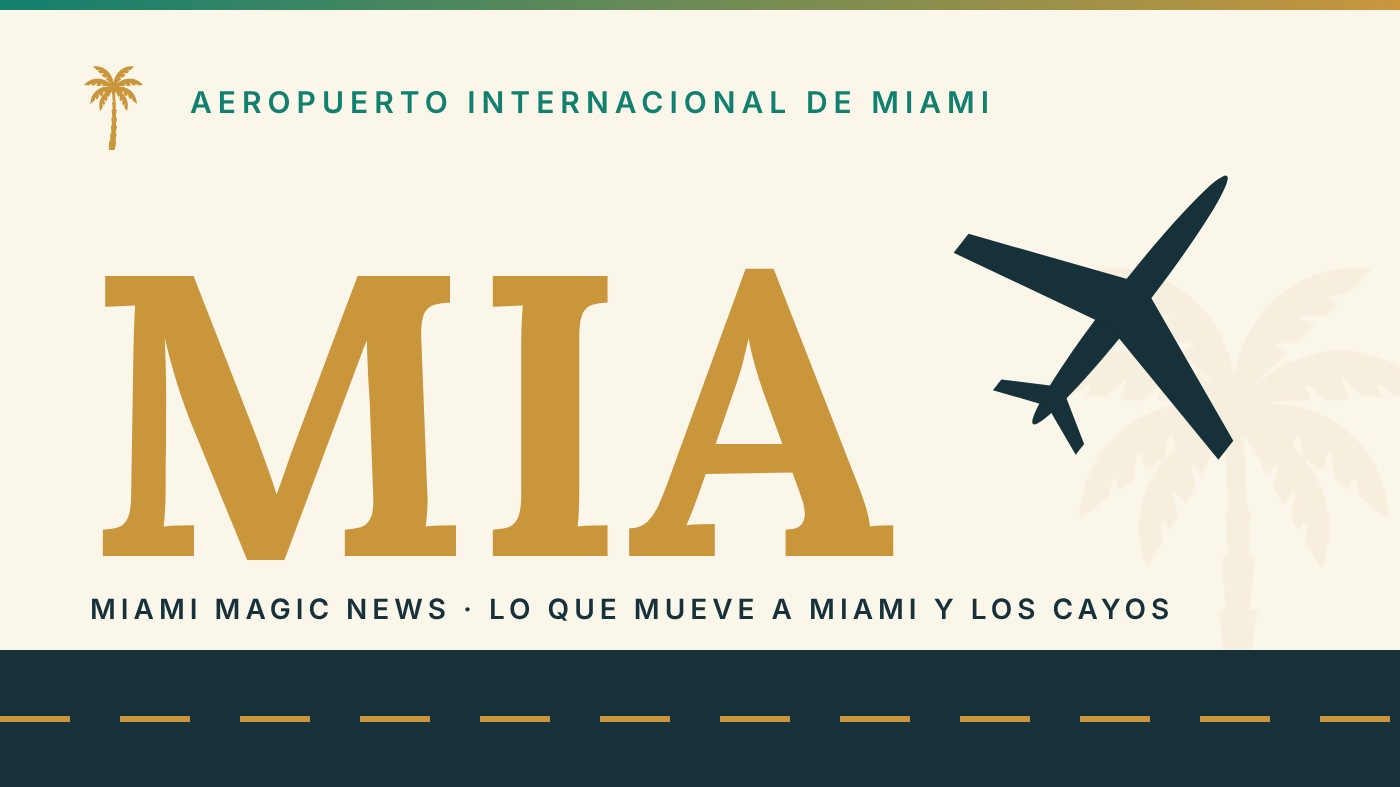 AEROPUERTO INTERNACIONAL DE MIAMI
MIA
MIAMI MAGIC NEWS · LO QUE MUEVE A MIAMI Y LOS CAYOS